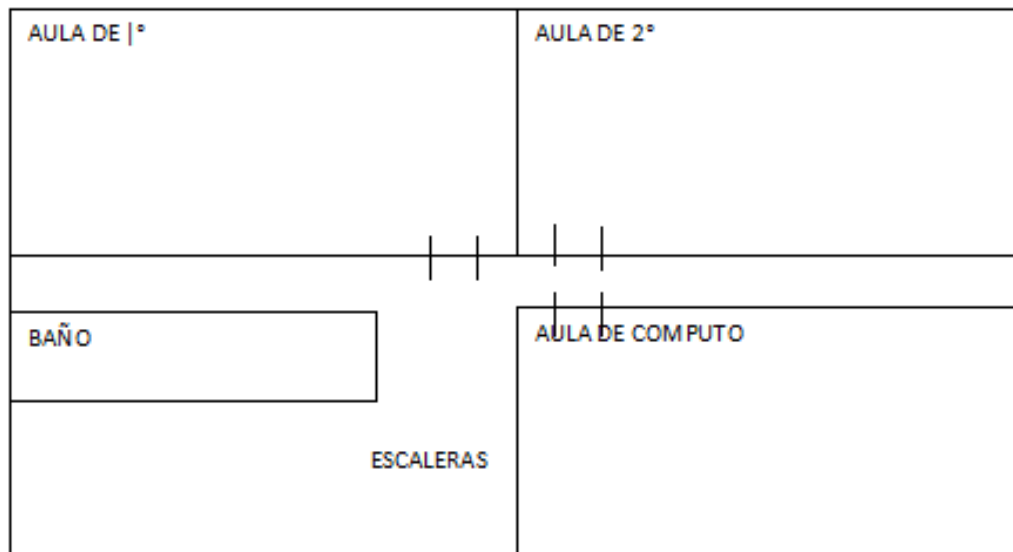 AULA DE |°
AULA DE 2°
BAÑO
AULA DE COMPUTO
ESCALERAS